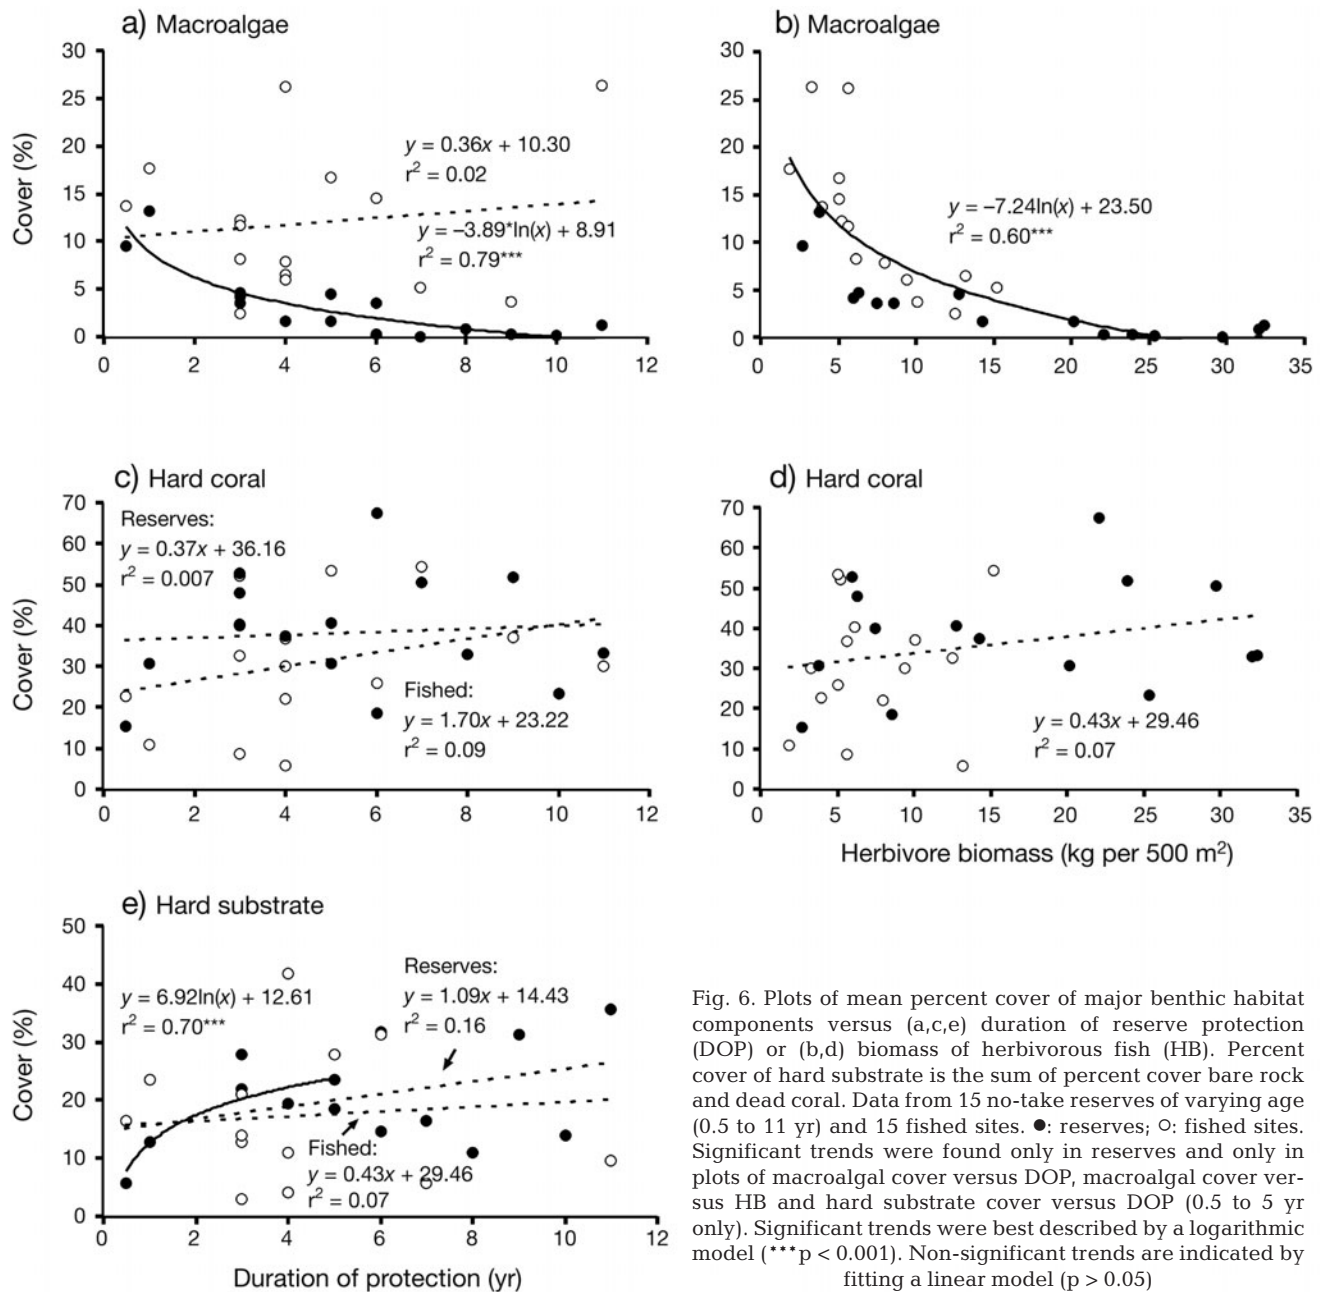 a) Macroalgae
30
25
20
15
10
5
0
Cover (%)
y = 0.36x + 10.30
r² = 0.02
y = –3.89*ln(x) + 8.91
r² = 0.79***
0 2 4 6 8 10 12
b) Macroalgae
30
25
20
15
10
5
0
y = –7.24ln(x) + 23.50
r² = 0.60***
0 5 10 15 20 25 30 35
c) Hard coral
70
60
50
40
30
20
10
0
Cover (%)
Reserves:
y = 0.37x + 36.16
r² = 0.007
Fished:
y = 1.70x + 23.22
r² = 0.09
0 2 4 6 8 10 12
d) Hard coral
70
60
50
40
30
20
10
0
y = 0.43x + 29.46
r² = 0.07
0 5 10 15 20 25 30 35
Herbivore biomass (kg per 500 m²)
e) Hard substrate
50
40
30
20
10
0
Cover (%)
y = 6.92ln(x) + 12.61
r² = 0.70***
Reserves:
y = 1.09x + 14.43
r² = 0.16
Fished:
y = 0.43x + 29.46
r² = 0.07
0 2 4 6 8 10 12
Duration of protection (yr)
Fig. 6. Plots of mean percent cover of major benthic habitat
components versus (a,c,e) duration of reserve protection
(DOP) or (b,d) biomass of herbivorous fish (HB). Percent
cover of hard substrate is the sum of percent cover bare rock
and dead coral. Data from 15 no-take reserves of varying age
(0.5 to 11 yr) and 15 fished sites. ●: reserves; ○: fished sites.
Significant trends were found only in reserves and only in
plots of macroalgal cover versus DOP, macroalgal cover ver-
sus HB and hard substrate cover versus DOP (0.5 to 5 yr
only). Significant trends were best described by a logarithmic
model (***p < 0.001). Non-significant trends are indicated by
fitting a linear model (p > 0.05)